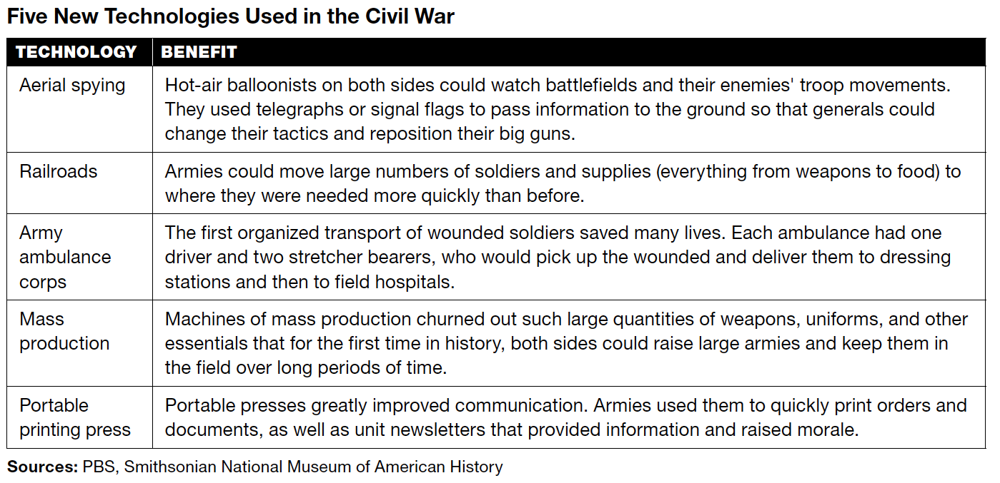 Five New Technologies Used in the Civil War
TECHNOLOGY BENEFIT
Aerial spying
Hot-air balloonists on both sides could watch battlefields and their enemies' troop movements.
They used telegraphs or signal flags to pass information to the ground so that generals could
change their tactics and reposition their big guns.
Railroads
Armies could move large numbers of soldiers and supplies (everything from weapons to food) to
where they were needed more quickly than before.
Army
ambulance
corps
The first organized transport of wounded soldiers saved many lives. Each ambulance had one
driver and two stretcher bearers, who would pick up the wounded and deliver them to dressing
stations and then to field hospitals.
Mass
production
Machines of mass production churned out such large quantities of weapons, uniforms, and other
essentials that for the first time in history, both sides could raise large armies and keep them in
the field over long periods of time.
Portable
printing press
Portable presses greatly improved communication. Armies used them to quickly print orders and
documents, as well as unit newsletters that provided information and raised morale.
Sources: PBS, Smithsonian National Museum of American History